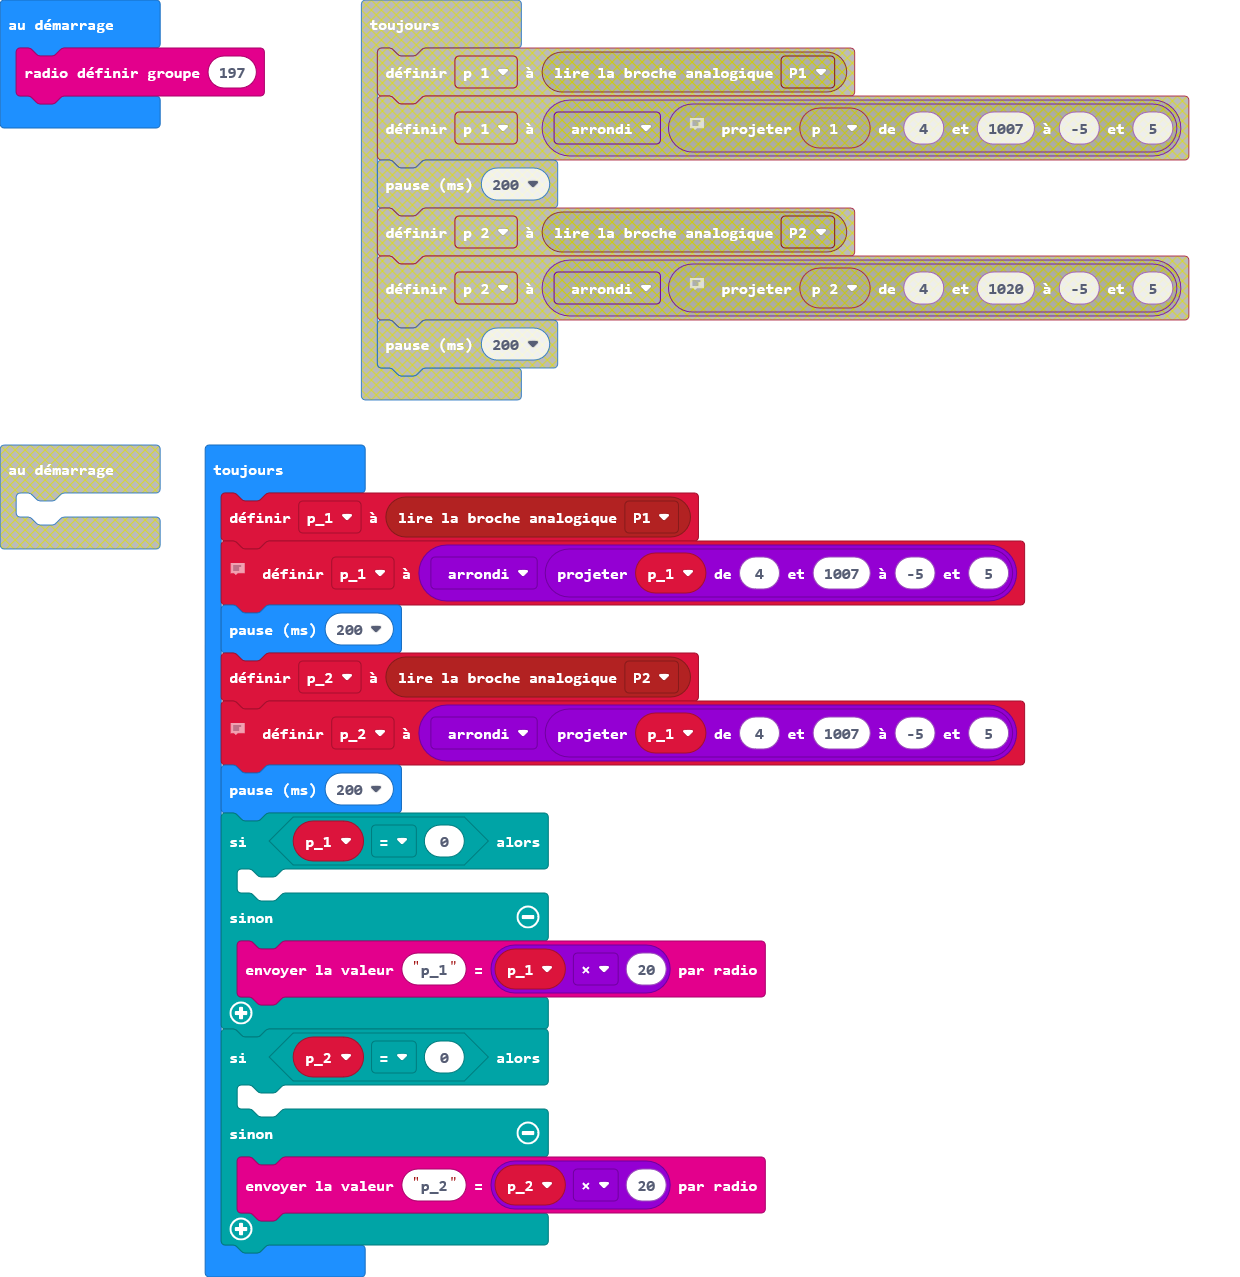 au démarrage
radio définir groupe 197
toujours
définir p 1 à lire la broche analogique P1
définir p 1 à arrondi projeter p 1 de 4 et 1007 à -5 et 5
pause (ms) 200
définir p 2 à lire la broche analogique P2
définir p 2 à arrondi projeter p 2 de 4 et 1020 à -5 et 5
pause (ms) 200
au démarrage
toujours
définir p_1 à lire la broche analogique P1
définir p_1 à arrondi projeter p_1 de 4 et 1007 à -5 et 5
pause (ms) 200
définir p_2 à lire la broche analogique P2
définir p_2 à arrondi projeter p_1 de 4 et 1007 à -5 et 5
pause (ms) 200
si p_1 = 0 alors
sinon
envoyer la valeur "p_1" = p_1 × 20 par radio
si p_2 = 0 alors
sinon
envoyer la valeur "p_2" = p_2 × 20 par radio